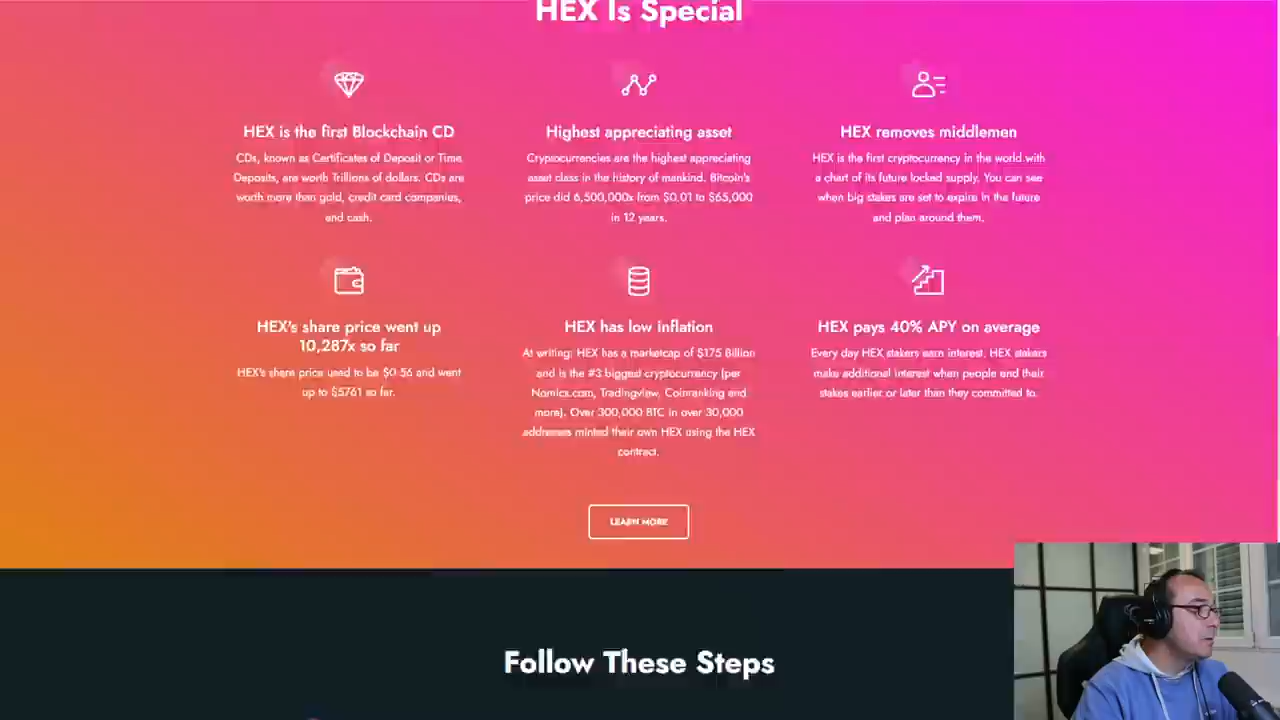 HEX Is Special
HEX is the first Blockchain CD
CDs, known as Certificates of Deposit or Time
Deposits, are worth Trillions of dollars. CDs are
worth more than gold, credit card companies,
and cash.
Highest appreciating asset
Cryptocurrencies are the highest appreciating
asset class in the history of mankind. Bitcoin's
price did 6,500,000x from $0.01 to $65,000
in 12 years.
HEX removes middlemen
HEX is the first cryptocurrency in the world with
a chart of its future locked supply. You can see
when big stakes are set to expire in the future
and plan around them.
HEX's share price went up
10,287x so far
HEX's share price used to be $0.56 and went
up to $5761 so far.
HEX has low inflation
At writing: HEX has a marketcap of $175 Billion
and is the #3 biggest cryptocurrency (per
Nomics.com, Tradingview, Coinranking and
more). Over 300,000 BTC in over 30,000
addresses minted their own HEX using the HEX
contract.
HEX pays 40% APY on average
Every day HEX stakers earn interest. HEX stakers
make additional interest when people end their
stakes earlier or later than they committed to.
LEARN MORE
Follow These Steps